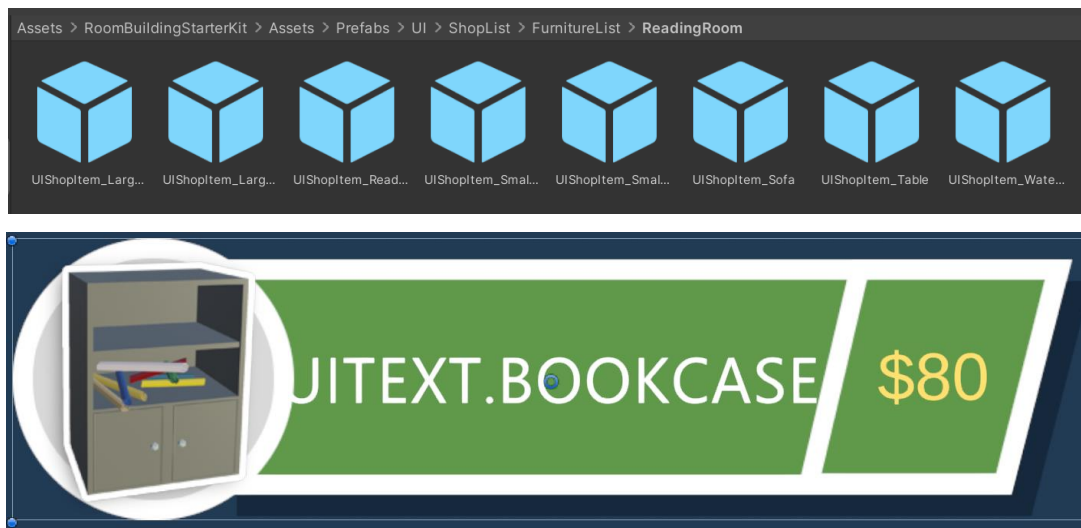 Assets > RoomBuildingStarterKit > Assets > Prefabs > UI > ShopList > FurnitureList > ReadingRoom
UIShopItem_Larg... UIShopItem_Larg... UIShopItem_Read... UIShopItem_Smal... UIShopItem_Smal... UIShopItem_Sofa UIShopItem_Table UIShopItem_Wate...
UITEXT.BOOKCASE $80